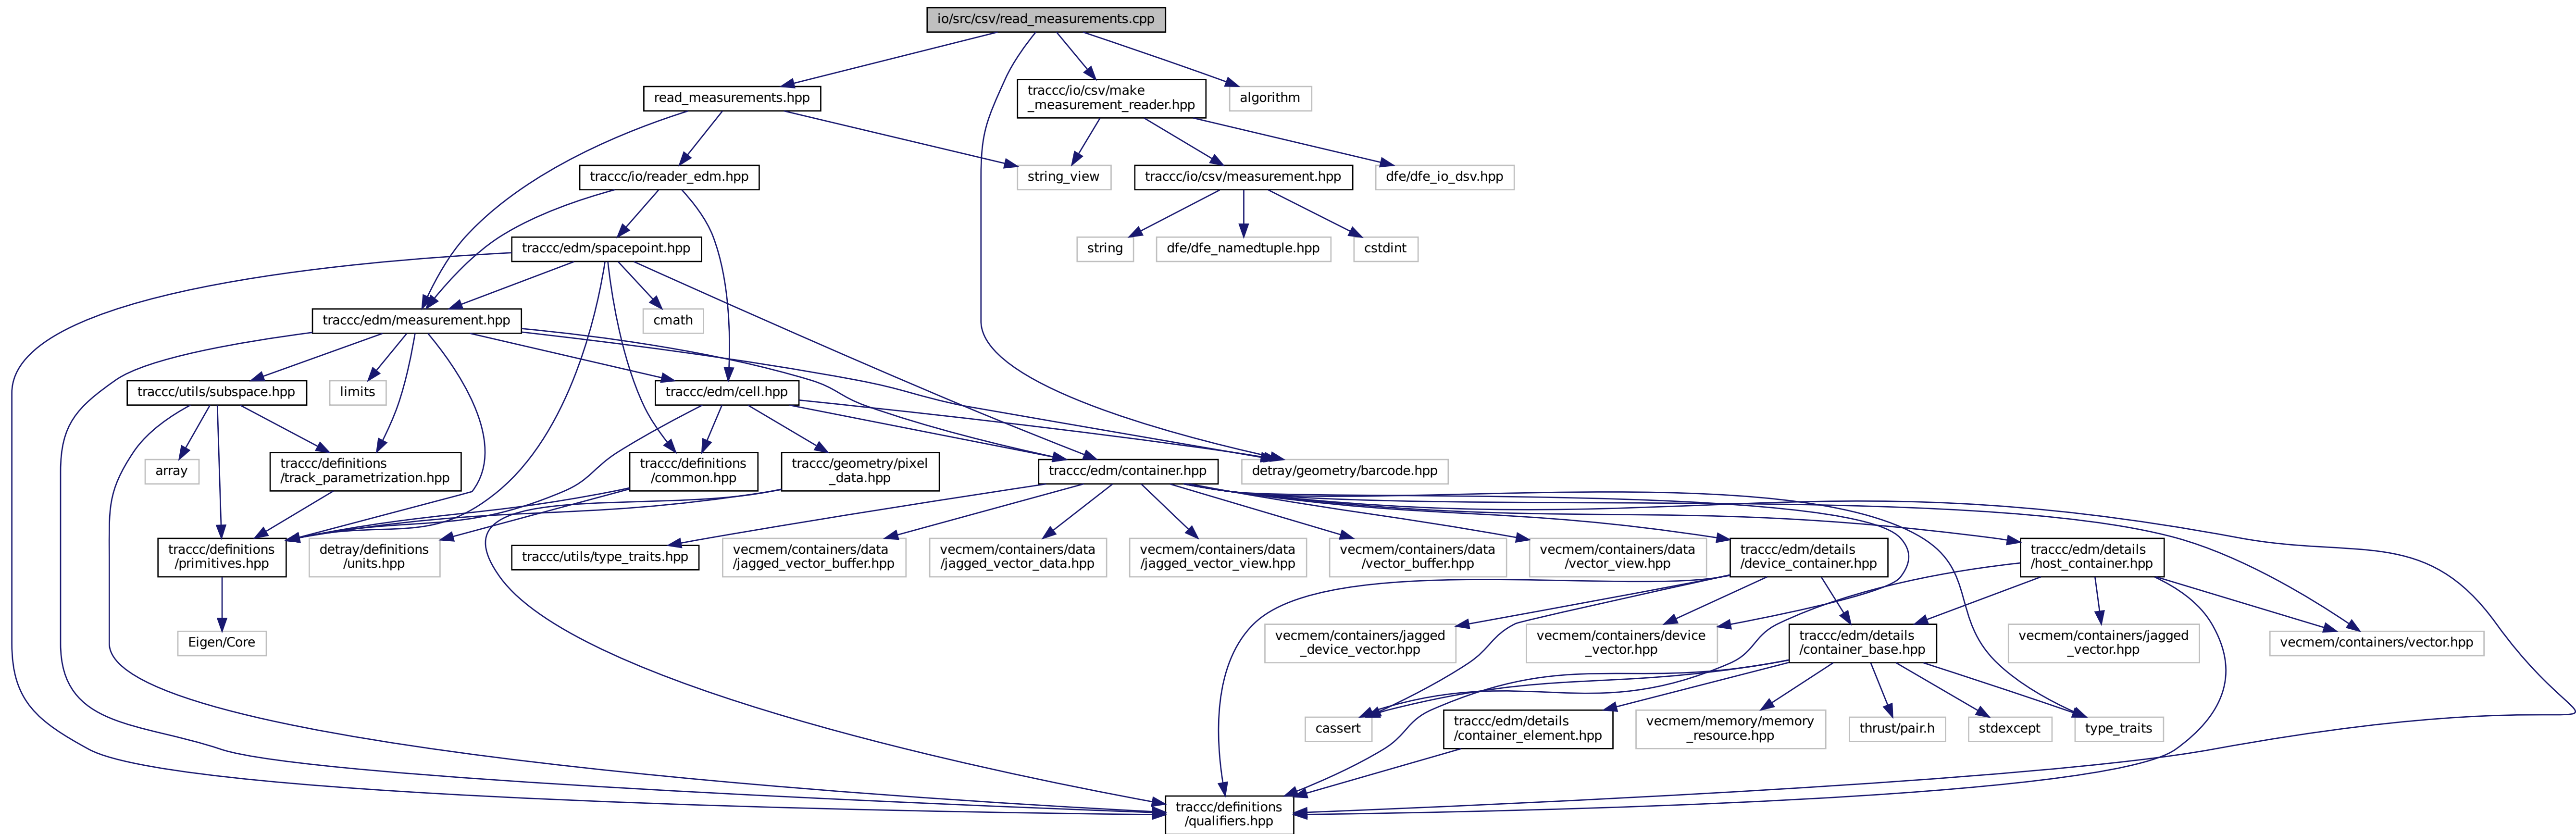 io/src/csv/read_measurements.cpp
read_measurements.hpp
traccc/io/csv/make
_measurement_reader.hpp
algorithm
traccc/io/reader_edm.hpp
string_view
traccc/io/csv/measurement.hpp
dfe/dfe_io_dsv.hpp
traccc/edm/spacepoint.hpp
string
dfe/dfe_namedtuple.hpp
cstdint
traccc/edm/measurement.hpp
cmath
traccc/utils/subspace.hpp
limits
traccc/edm/cell.hpp
array
traccc/definitions
/track_parametrization.hpp
traccc/definitions
/common.hpp
traccc/geometry/pixel
_data.hpp
traccc/edm/container.hpp
detray/geometry/barcode.hpp
traccc/definitions
/primitives.hpp
detray/definitions
/units.hpp
traccc/utils/type_traits.hpp
vecmem/containers/data
/jagged_vector_buffer.hpp
vecmem/containers/data
/jagged_vector_data.hpp
vecmem/containers/data
/jagged_vector_view.hpp
vecmem/containers/data
/vector_buffer.hpp
vecmem/containers/data
/vector_view.hpp
traccc/edm/details
/device_container.hpp
traccc/edm/details
/host_container.hpp
Eigen/Core
vecmem/containers/jagged
_device_vector.hpp
vecmem/containers/device
_vector.hpp
traccc/edm/details
/container_base.hpp
vecmem/containers/jagged
_vector.hpp
vecmem/containers/vector.hpp
cassert
traccc/edm/details
/container_element.hpp
vecmem/memory/memory
_resource.hpp
thrust/pair.h
stdexcept
type_traits
traccc/definitions
/qualifiers.hpp